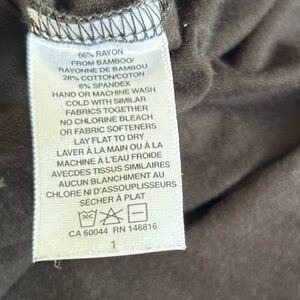 66% RAYON
FROM BAMBOO/
RAYONNE DE BAMBOU
28% COTTON/COTON
6% SPANDEX
HAND OR MACHINE WASH
COLD WITH SIMILAR
FABRICS TOGETHER
NO CHLORINE BLEACH
OR FABRIC SOFTENERS
LAY FLAT TO DRY
LAVER À LA MAIN OU À LA
MACHINE À L'EAU FROIDE
AVECDES TISSUS SIMILAIRES
AUCUN BLANCHIMENT AU
CHLORE NI D'ASSOUPLISSEURS
SÉCHER À PLAT
30C
CA 60044 RN 148816
1